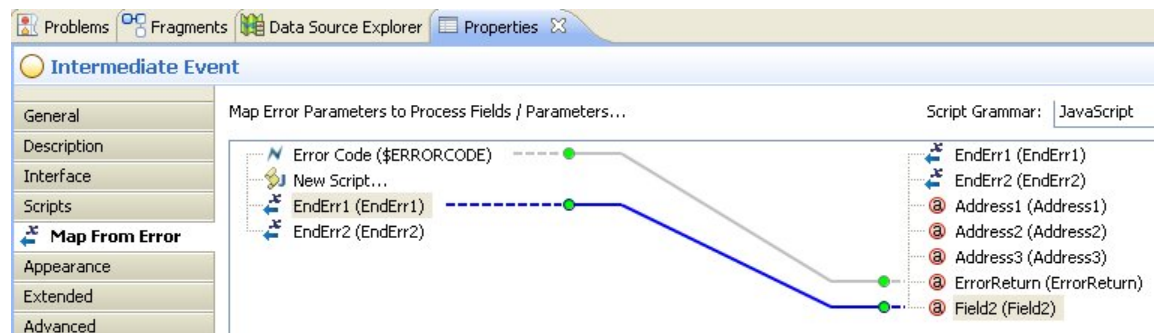 Problems Fragments Data Source Explorer Properties
Intermediate Event
General
Description
Interface
Scripts
Map From Error
Appearance
Extended
Advanced
Map Error Parameters to Process Fields / Parameters...
Script Grammar: JavaScript
Error Code ($ERRORCODE)
New Script...
EndErr1 (EndErr1)
EndErr2 (EndErr2)
EndErr1 (EndErr1)
EndErr2 (EndErr2)
Address1 (Address1)
Address2 (Address2)
Address3 (Address3)
ErrorReturn (ErrorReturn)
Field2 (Field2)